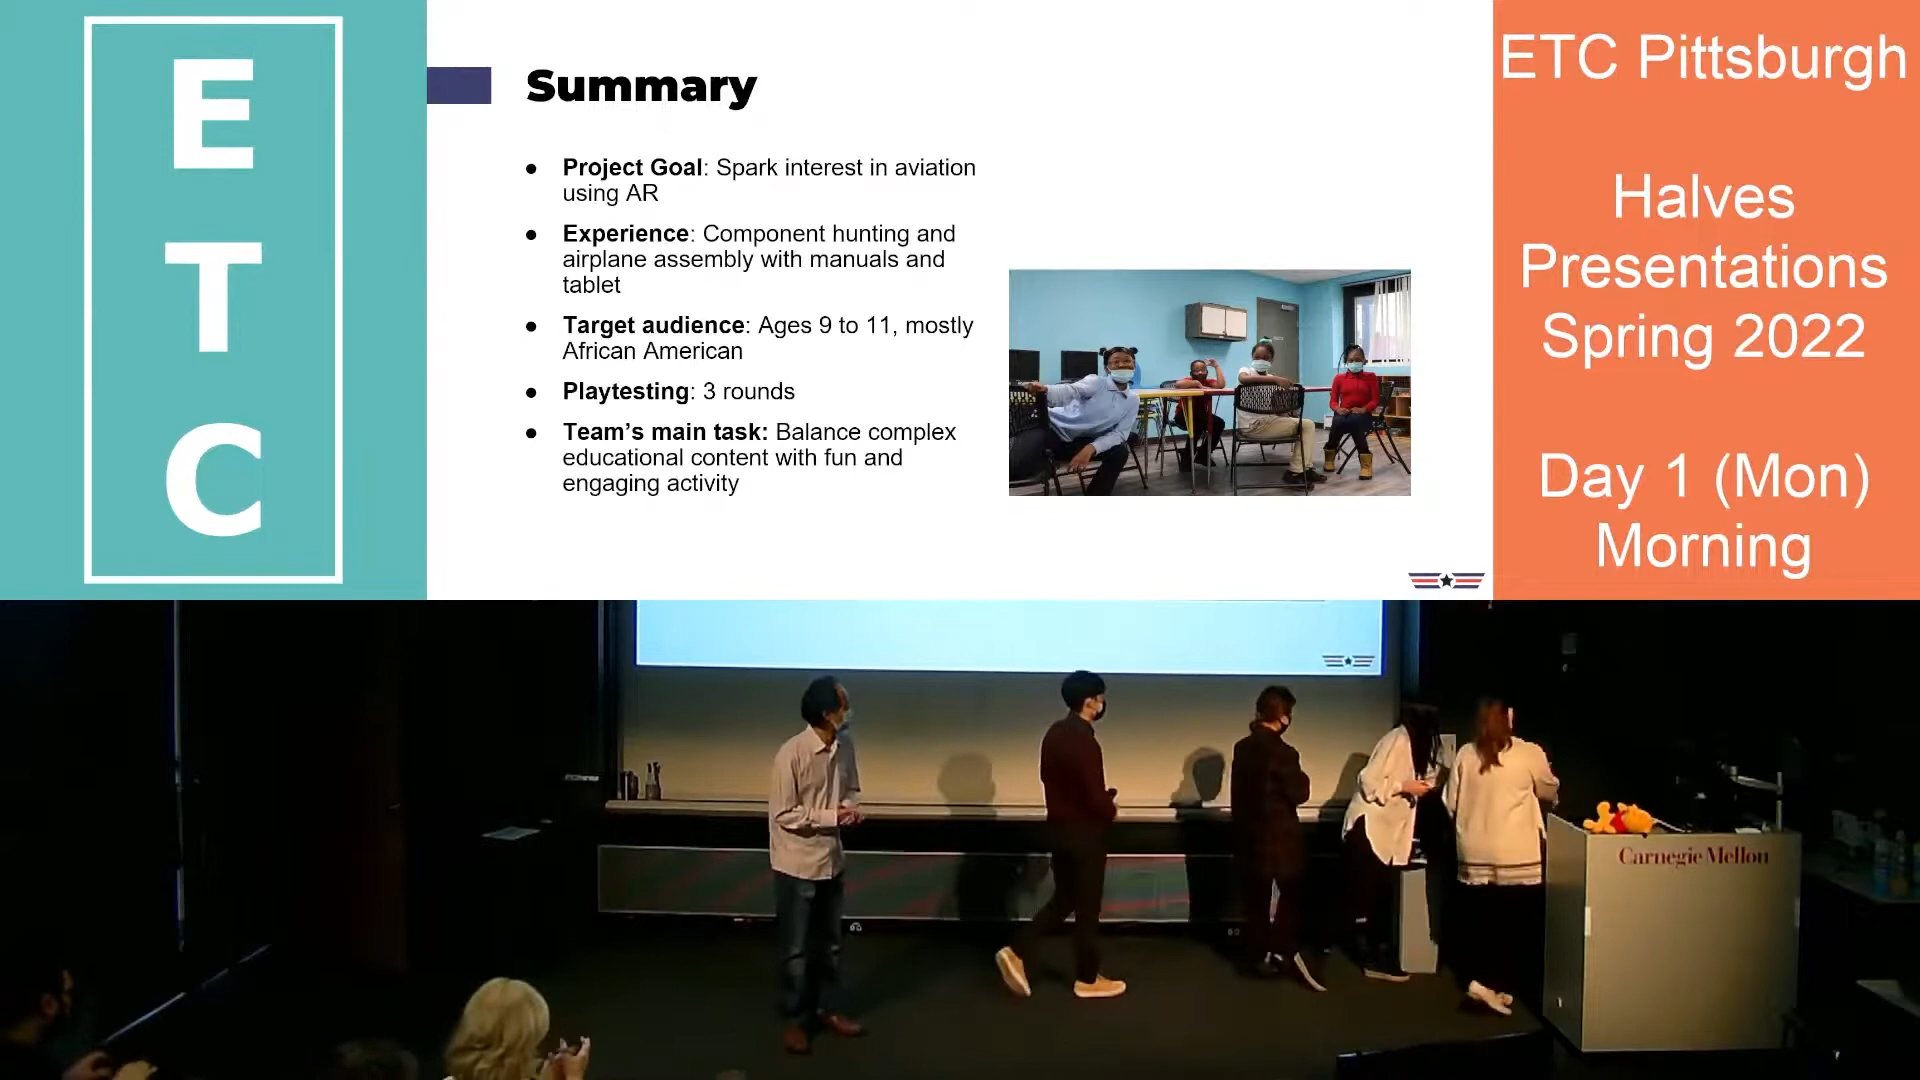 E
T
C
Summary
● Project Goal: Spark interest in aviation
using AR
● Experience: Component hunting and
airplane assembly with manuals and
tablet
● Target audience: Ages 9 to 11, mostly
African American
● Playtesting: 3 rounds
● Team’s main task: Balance complex
educational content with fun and
engaging activity
ETC Pittsburgh
Halves
Presentations
Spring 2022
Day 1 (Mon)
Morning
Carnegie Mellon